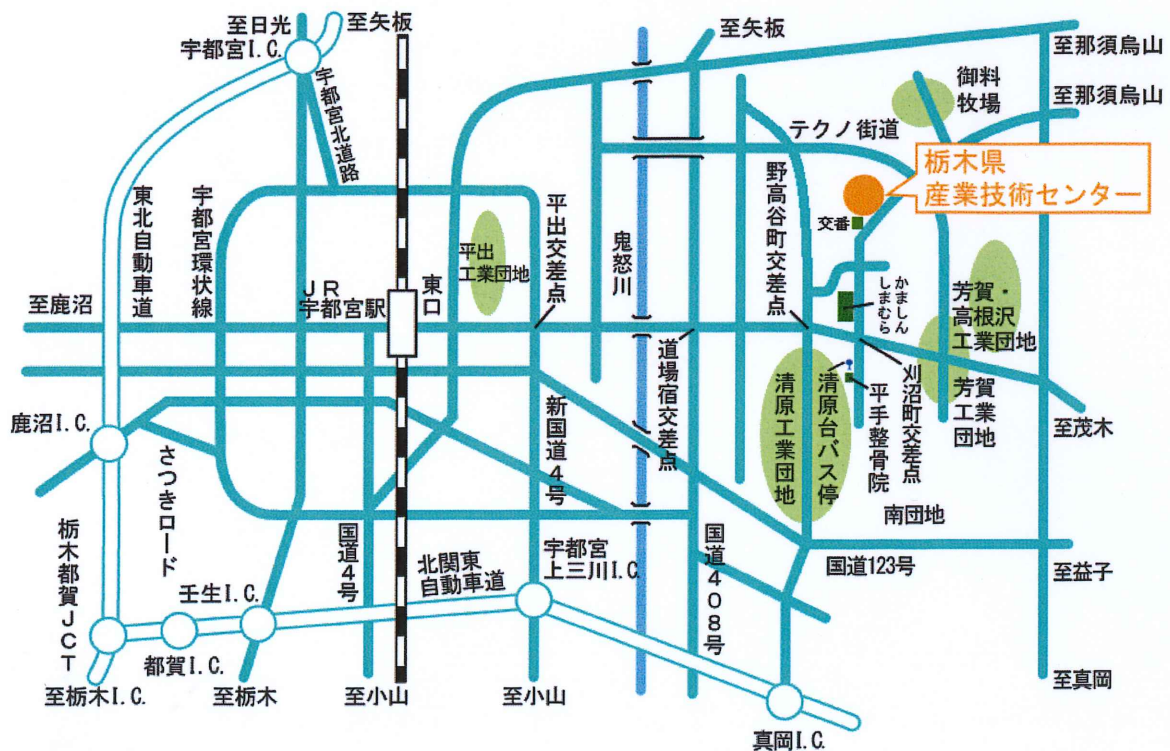 至日光
至矢板
宇都宮I.C.
至矢板
至那須烏山
御料
牧場
至那須烏山
宇都宮北道路
テクノ街道
栃木県
産業技術センター
東北自動車道
宇都宮環状線
平出交差点
鬼怒川
野高谷町交差点
交番
平出
工業団地
JR
宇都宮駅
東口
かましん
しまむら
芳賀・
高根沢
工業団地
至鹿沼
道場宿交差点
清原工業団地
清原台バス停
平手整骨院
刈沼町交差点
芳賀
工業
団地
至茂木
鹿沼I.C.
さつきロード
新国道4号
南団地
栃木都賀JCT
国道4号
北関東
自動車道
宇都宮
上三川I.C.
国道408号
国道123号
至益子
壬生I.C.
都賀I.C.
至栃木I.C.
至栃木
至小山
至小山
至真岡
真岡I.C.